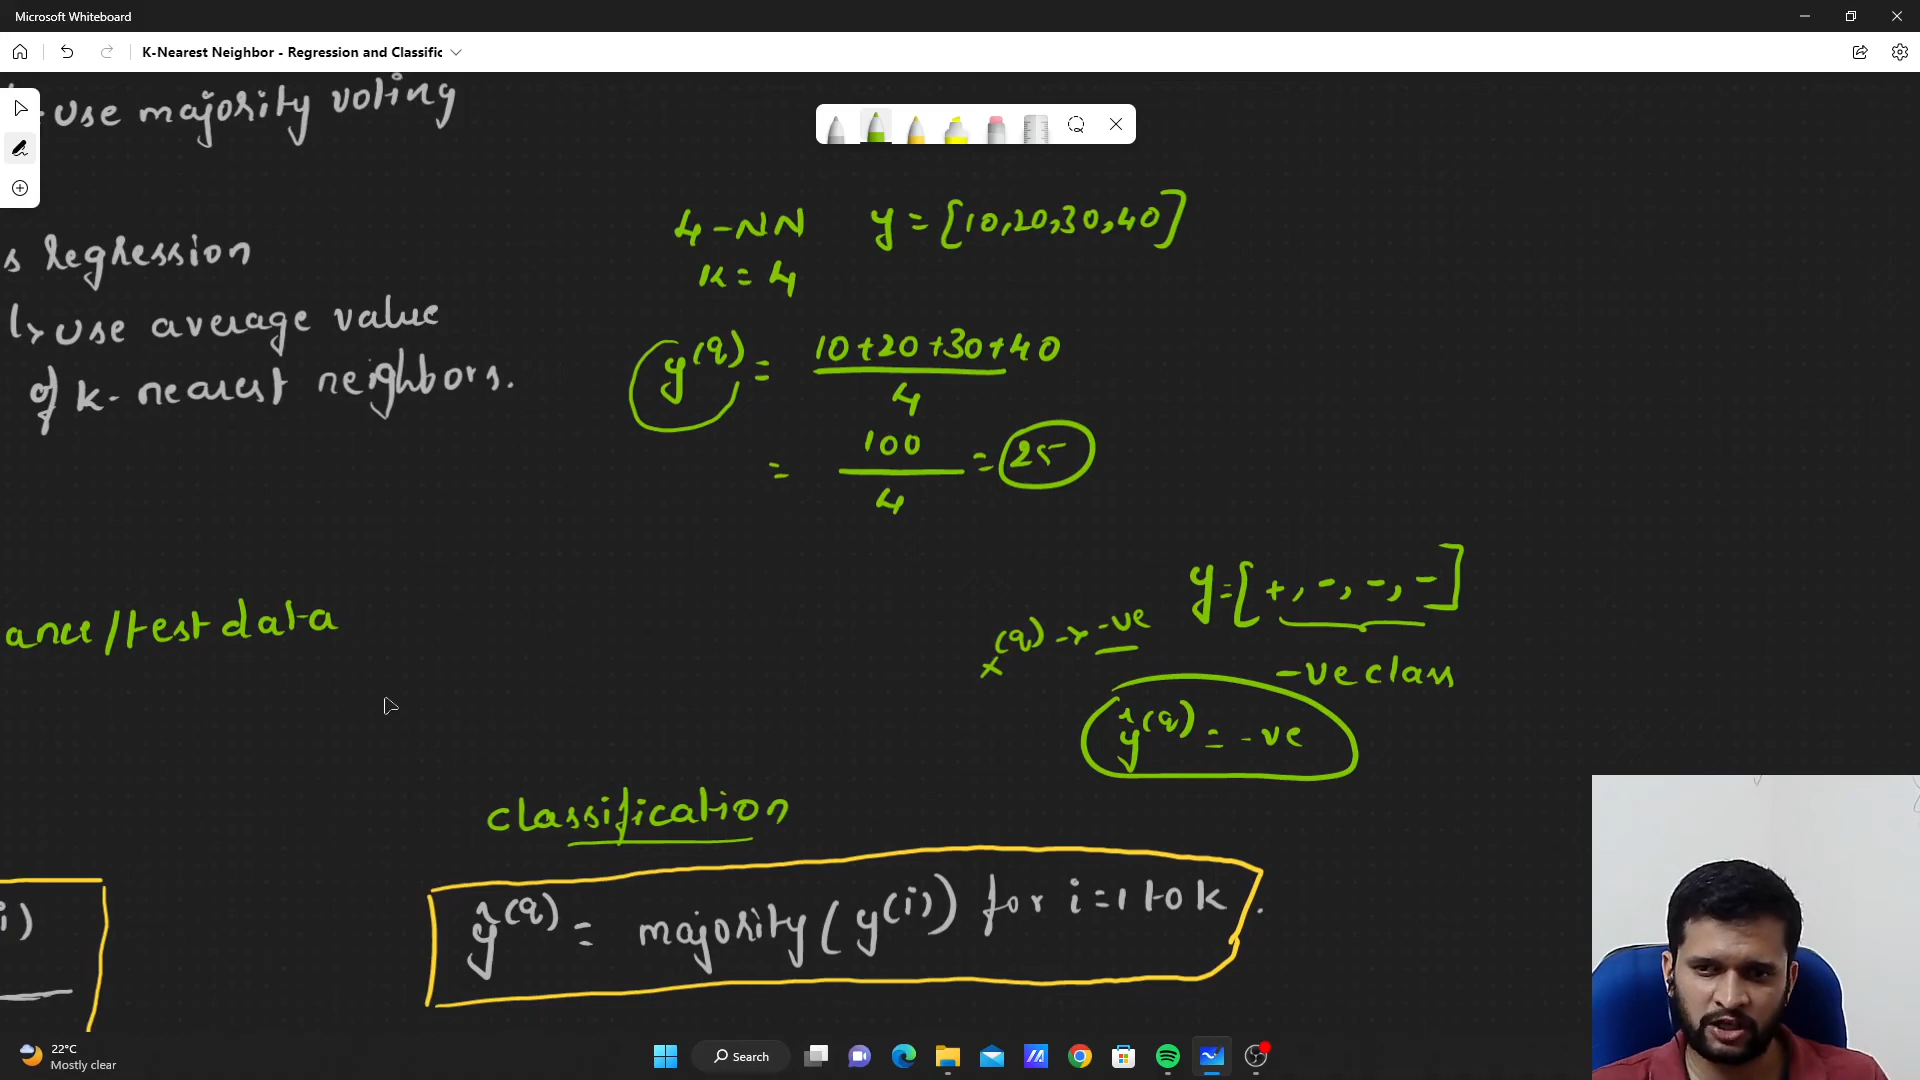 Microsoft Whiteboard
K-Nearest Neighbor - Regression and Classific
use majority voting
4-NN y = [10,20,30,40]
k = 4
s Regression
use average value
of k-nearest neighbors.
y^(q) = 10+20+30+40
4
= 100 = 25
4
y=[+,-,-,-]
x^(q) → -ve
-ve class
ŷ^(q) = -ve
ance/test data
classification
ŷ^(q) = majority(y^(i)) for i=1 to k.
i)
22°C
Mostly clear
Search